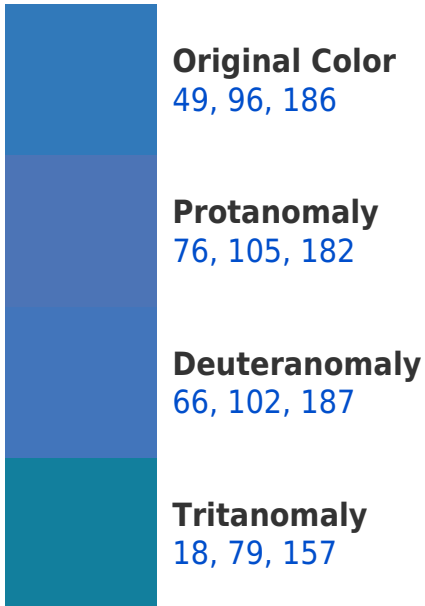 Original Color
49, 96, 186
Protanomaly
76, 105, 182
Deuteranomaly
66, 102, 187
Tritanomaly
18, 79, 157